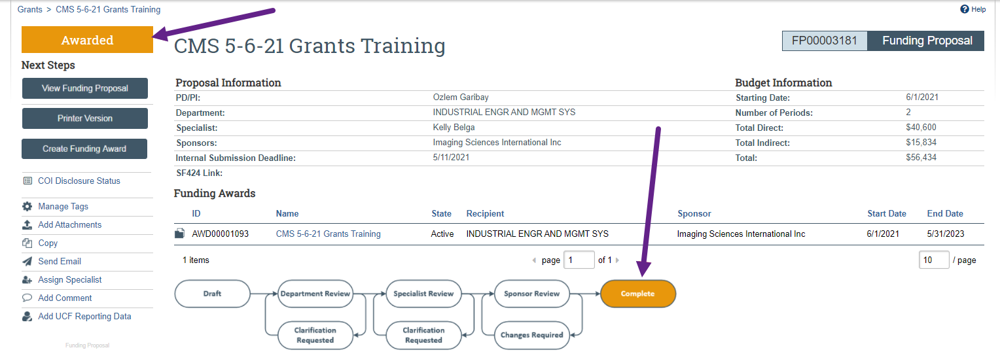 Grants > CMS 5-6-21 Grants Training
Help
Awarded
CMS 5-6-21 Grants Training
FP00003181 Funding Proposal
Next Steps
View Funding Proposal
Printer Version
Create Funding Award
COI Disclosure Status
Manage Tags
Add Attachments
Copy
Send Email
Assign Specialist
Add Comment
Add UCF Reporting Data
Funding Proposal
Proposal Information
PD/PI: Ozlem Garibay
Department: INDUSTRIAL ENGR AND MGMT SYS
Specialist: Kelly Belga
Sponsors: Imaging Sciences International Inc
Internal Submission Deadline: 5/11/2021
SF424 Link:
Budget Information
Starting Date: 6/1/2021
Number of Periods: 2
Total Direct: $40,600
Total Indirect: $15,834
Total: $56,434
Funding Awards
ID Name State Recipient Sponsor Start Date End Date
AWD00001093 CMS 5-6-21 Grants Training Active INDUSTRIAL ENGR AND MGMT SYS Imaging Sciences International Inc 6/1/2021 5/31/2023
1 items page 1 of 1 10 / page
Draft
Department Review
Specialist Review
Sponsor Review
Complete
Clarification
Requested
Clarification
Requested
Changes Required